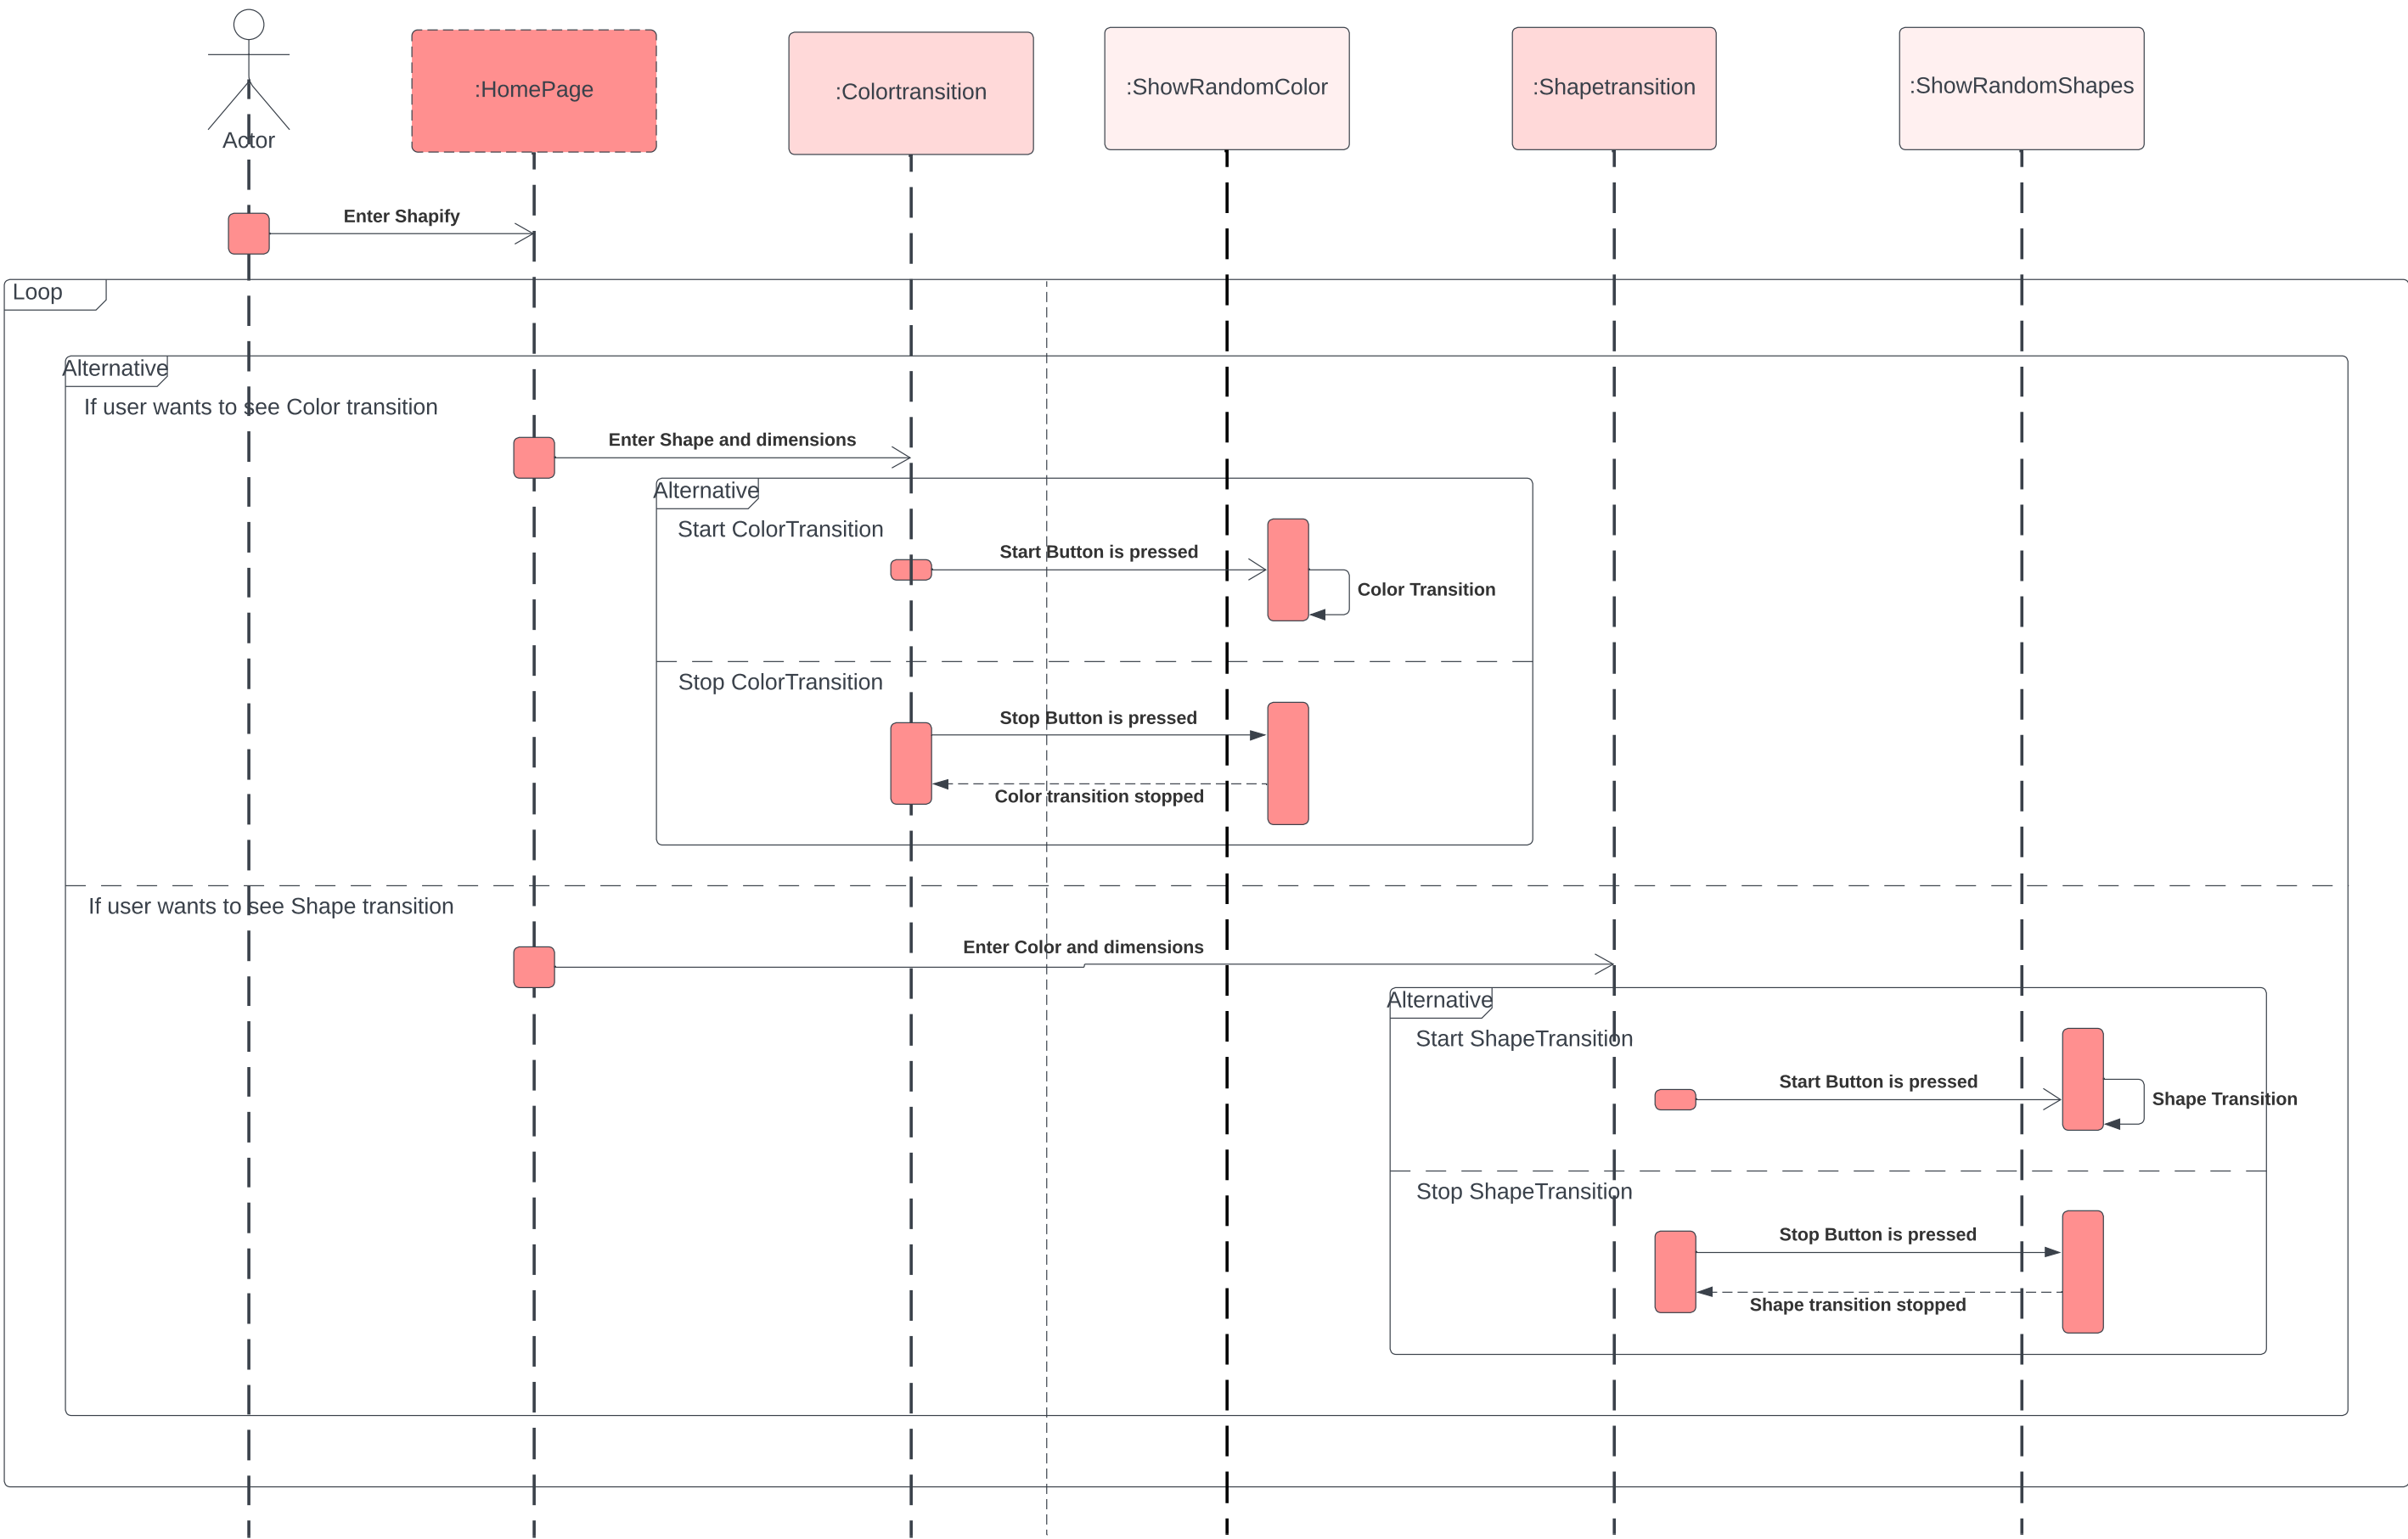 Actor
:HomePage
:Colortransition
:ShowRandomColor
:Shapetransition
:ShowRandomShapes
Enter Shapify
Loop
Alternative
If user wants to see Color transition
Enter Shape and dimensions
Alternative
Start ColorTransition
Start Button is pressed
Color Transition
Stop ColorTransition
Stop Button is pressed
Color transition stopped
If user wants to see Shape transition
Enter Color and dimensions
Alternative
Start ShapeTransition
Start Button is pressed
Shape Transition
Stop ShapeTransition
Stop Button is pressed
Shape transition stopped